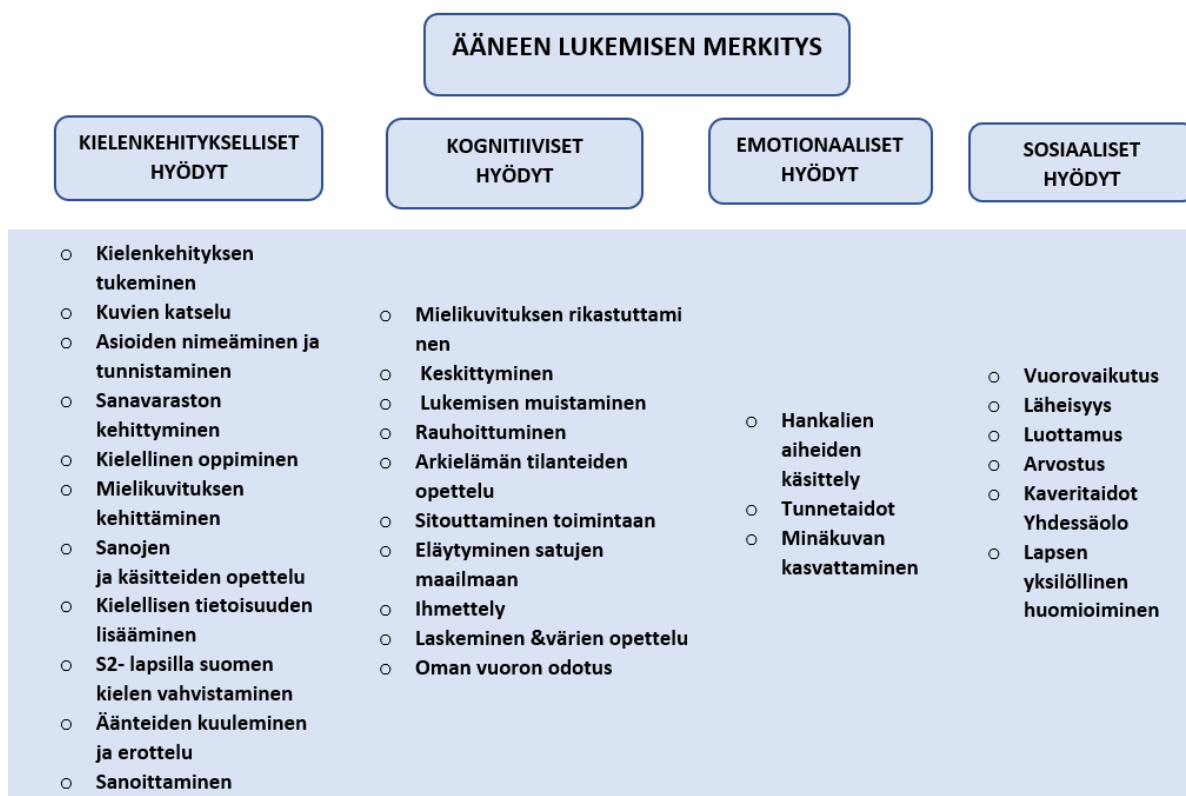 ÄÄNEEN LUKEMISEN MERKITYS
KIELENKEHITYKSELLISET
HYÖDYT
o Kielenkehityksen
tukeminen
o Kuvien katselu
o Asioiden nimeäminen ja
tunnistaminen
o Sanavaraston
kehittyminen
o Kielellinen oppiminen
o Mielikuvituksen
kehittäminen
o Sanojen
ja käsitteiden opettelu
o Kielellisen tietoisuuden
lisääminen
o S2- lapsilla suomen
kielen vahvistaminen
o Äänteiden kuuleminen
ja erottelu
o Sanoittaminen
KOGNITIIVISET
HYÖDYT
o Mielikuvituksen rikastuttami
nen
o Keskittyminen
o Lukemisen muistaminen
o Rauhoittuminen
o Arkielämän tilanteiden
opettelu
o Sitouttaminen toimintaan
o Eläytyminen satujen
maailmaan
o Ihmettely
o Laskeminen &värien opettelu
o Oman vuoron odotus
EMOTIONAALISET
HYÖDYT
o Hankalien
aiheiden
käsittely
o Tunnetaidot
o Minäkuvan
kasvattaminen
SOSIAALISET
HYÖDYT
o Vuorovaikutus
o Läheisyys
o Luottamus
o Arvostus
o Kaveritaidot
Yhdessäolo
o Lapsen
yksilöllinen
huomioiminen